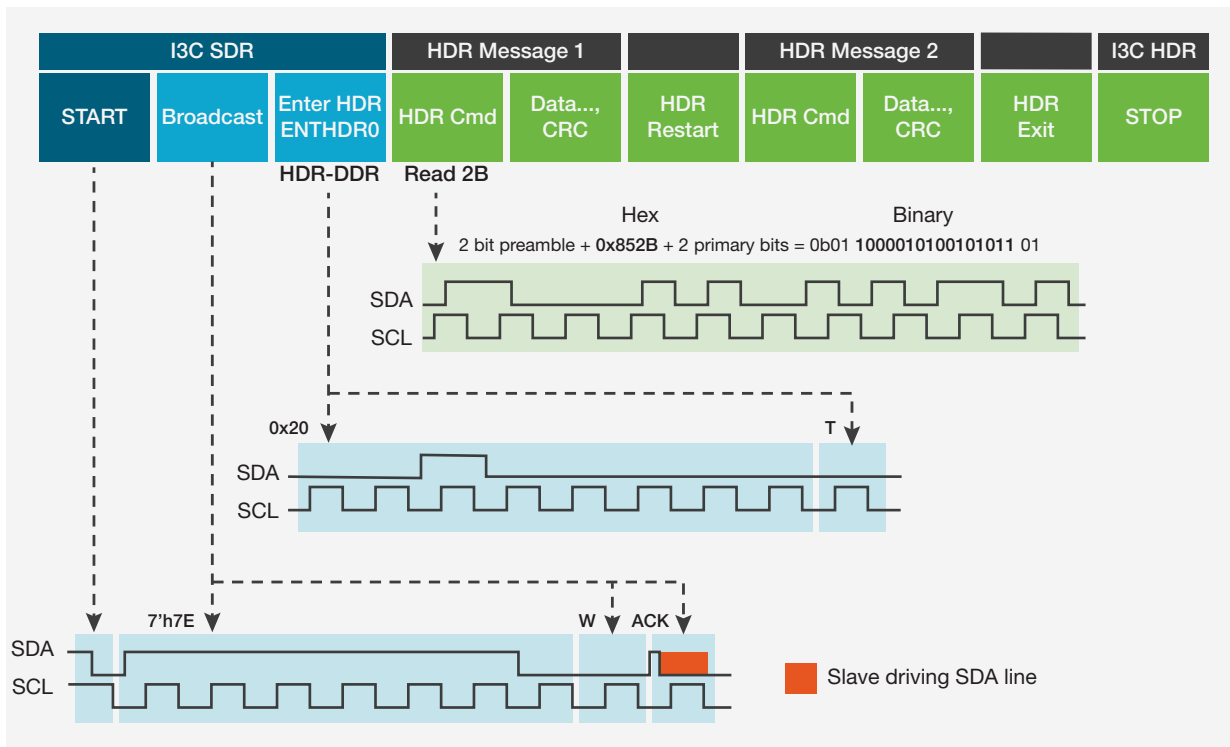 I3C SDR
HDR Message 1
HDR Message 2
I3C HDR
START
Broadcast
Enter HDR
ENTHDR0
HDR Cmd
Data...,
CRC
HDR
Restart
HDR Cmd
Data...,
CRC
HDR
Exit
STOP
HDR-DDR
Read 2B
Hex
Binary
2 bit preamble + 0x852B + 2 primary bits = 0b01 1000010100101011 01
SDA
SCL
0x20
T
SDA
SCL
7'h7E
W
ACK
SDA
SCL
Slave driving SDA line